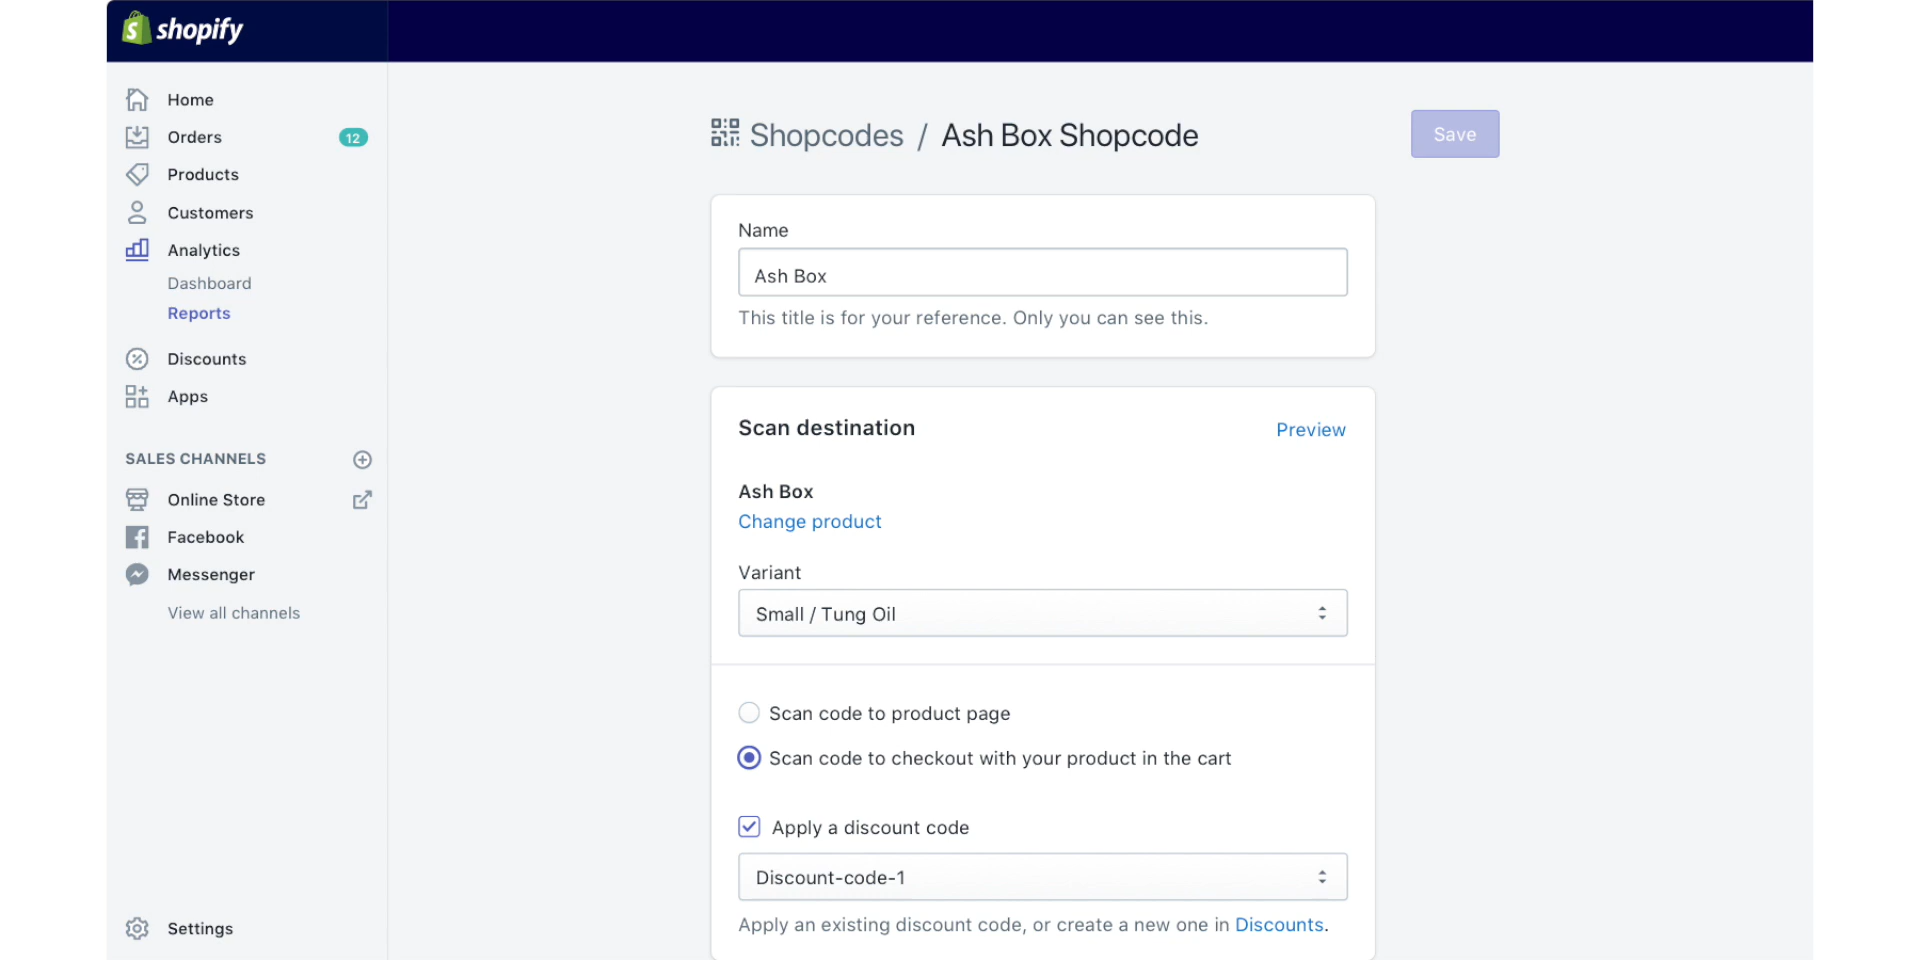 shopify
Home
Orders 12
Products
Customers
Analytics
Dashboard
Reports
Discounts
Apps
SALES CHANNELS
Online Store
Facebook
Messenger
View all channels
Settings
Shopcodes / Ash Box Shopcode
Save
Name
Ash Box
This title is for your reference. Only you can see this.
Scan destination
Preview
Ash Box
Change product
Variant
Small / Tung Oil
Scan code to product page
Scan code to checkout with your product in the cart
Apply a discount code
Discount-code-1
Apply an existing discount code, or create a new one in Discounts.